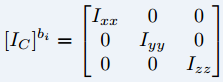 [I_C]^{b_i} = \begin{bmatrix} I_{xx} & 0 & 0 \\ 0 & I_{yy} & 0 \\ 0 & 0 & I_{zz} \end{bmatrix}